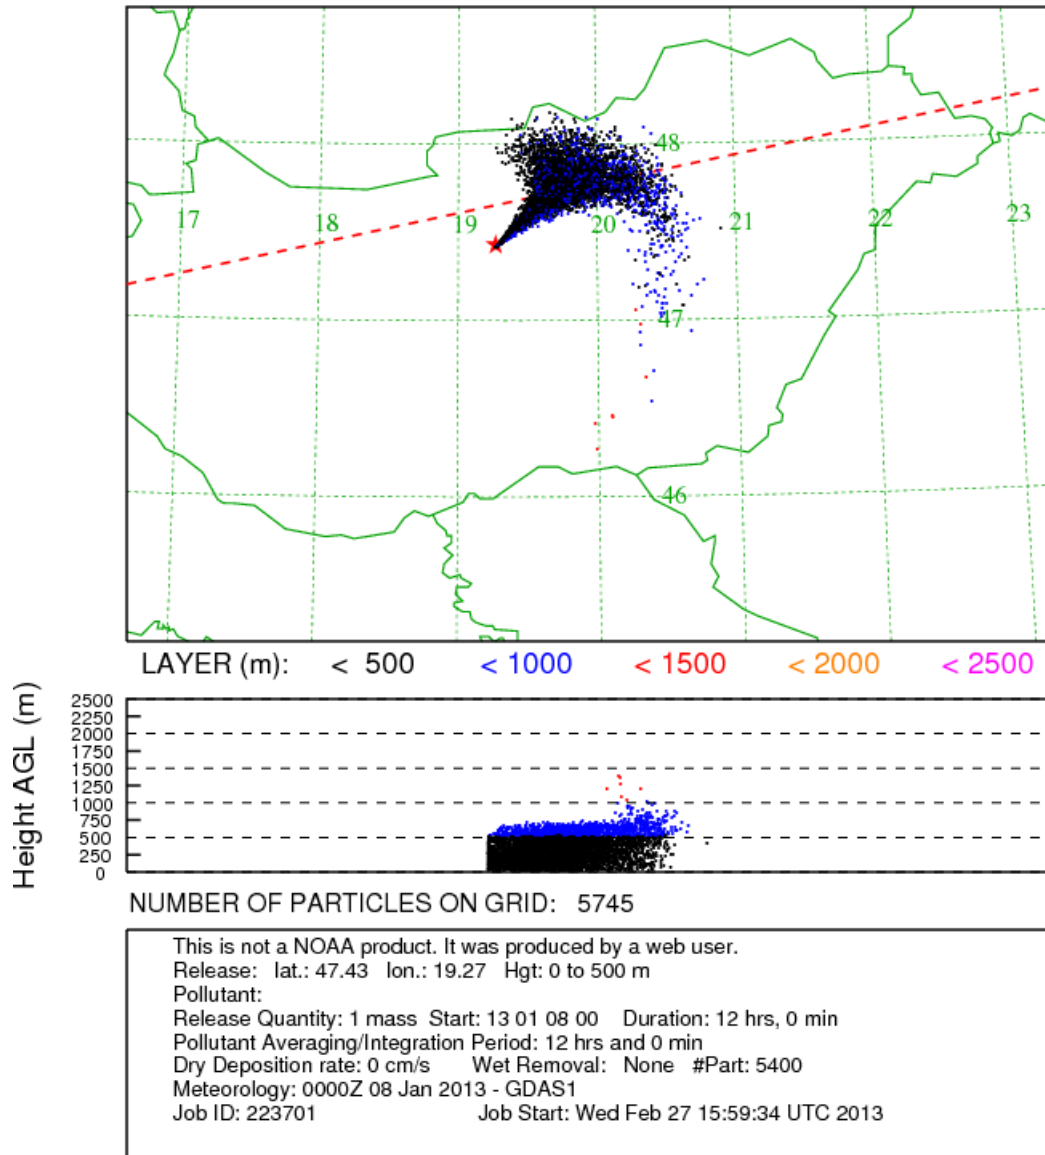 48
17 18 19 20 21 22 23
47
46
LAYER (m): < 500 < 1000 < 1500 < 2000 < 2500
Height AGL (m)
2500
2000
1750
1500
1250
1000
750
500
250
0
NUMBER OF PARTICLES ON GRID: 5745
This is not a NOAA product. It was produced by a web user.
Release: lat.: 47.43 lon.: 19.27 Hgt: 0 to 500 m
Pollutant:
Release Quantity: 1 mass Start: 13 01 08 00 Duration: 12 hrs, 0 min
Pollutant Averaging/Integration Period: 12 hrs and 0 min
Dry Deposition rate: 0 cm/s Wet Removal: None #Part: 5400
Meteorology: 0000Z 08 Jan 2013 - GDAS1
Job ID: 223701 Job Start: Wed Feb 27 15:59:34 UTC 2013